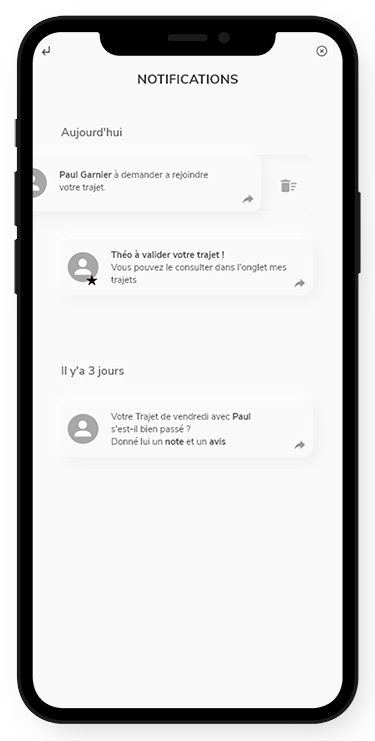 NOTIFICATIONS
Aujourd'hui
Paul Garnier à demander a rejoindre
votre trajet.
Théo à valider votre trajet !
Vous pouvez le consulter dans l'onglet mes
trajets
Il y'a 3 jours
Votre Trajet de vendredi avec Paul
s'est-il bien passé ?
Donné lui un note et un avis